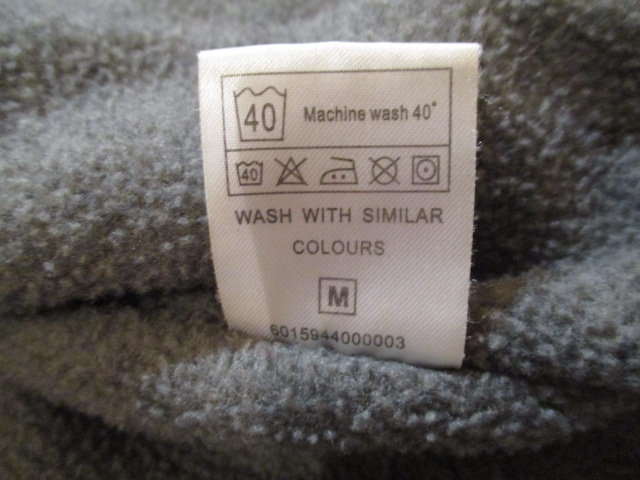 40 Machine wash 40°
40
WASH WITH SIMILAR
COLOURS
M
6015944000003